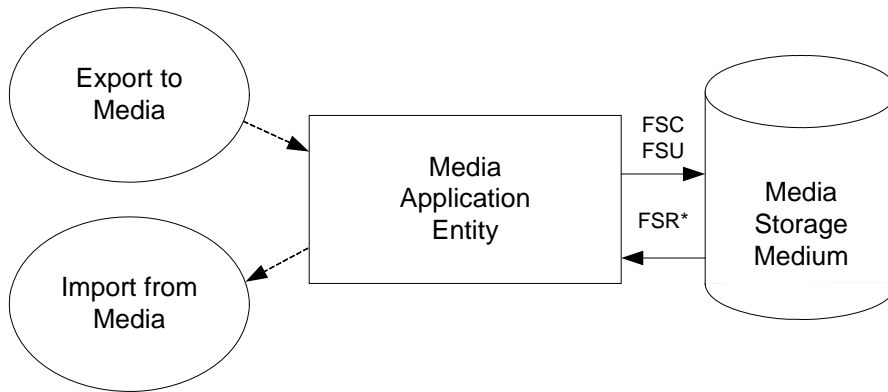 Export to
Media
Import from
Media
Media
Application
Entity
FSC
FSU
FSR*
Media
Storage
Medium